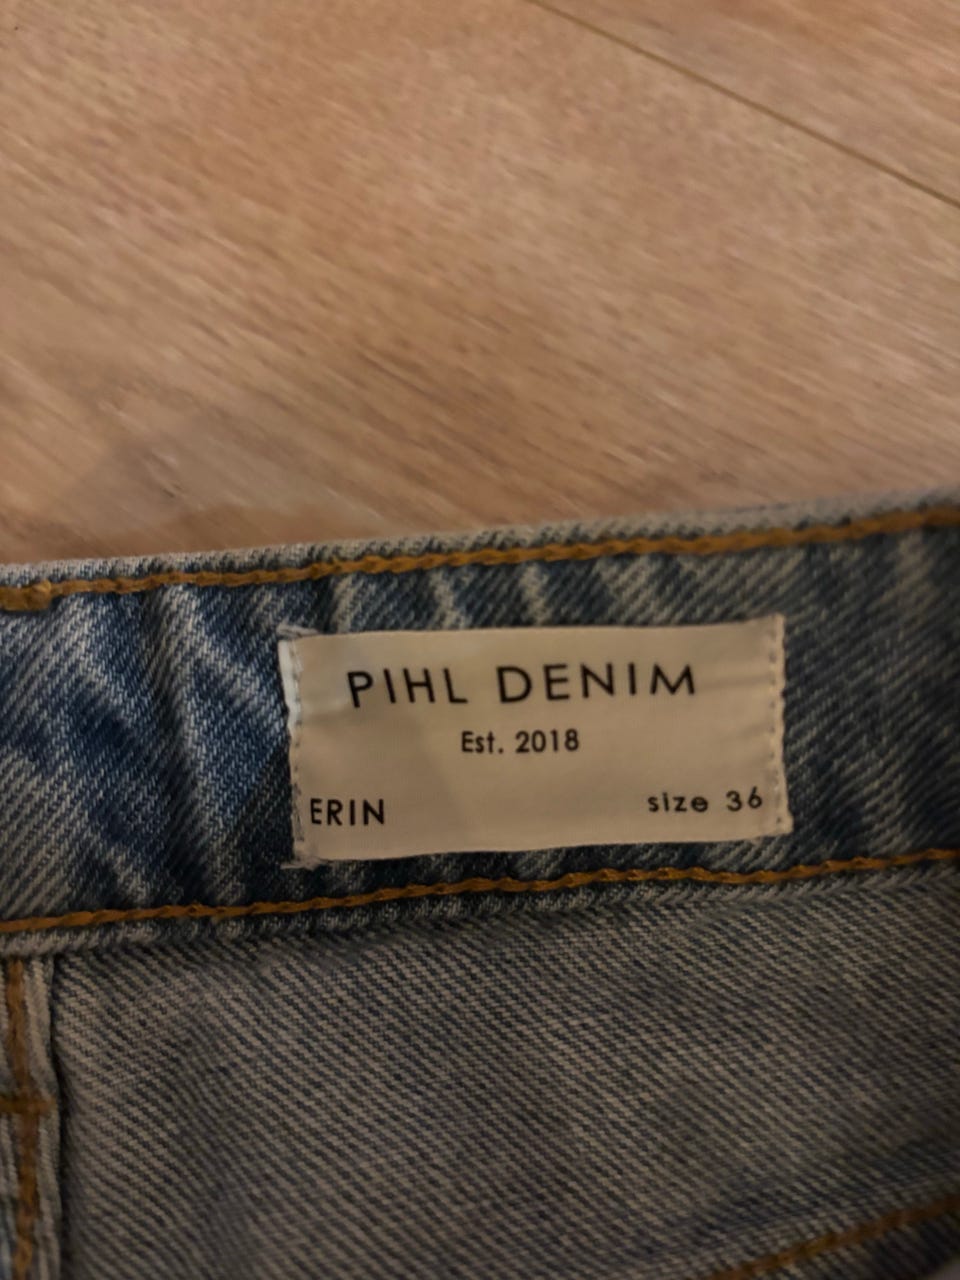 PIHL DENIM
Est. 2018
ERIN size 36